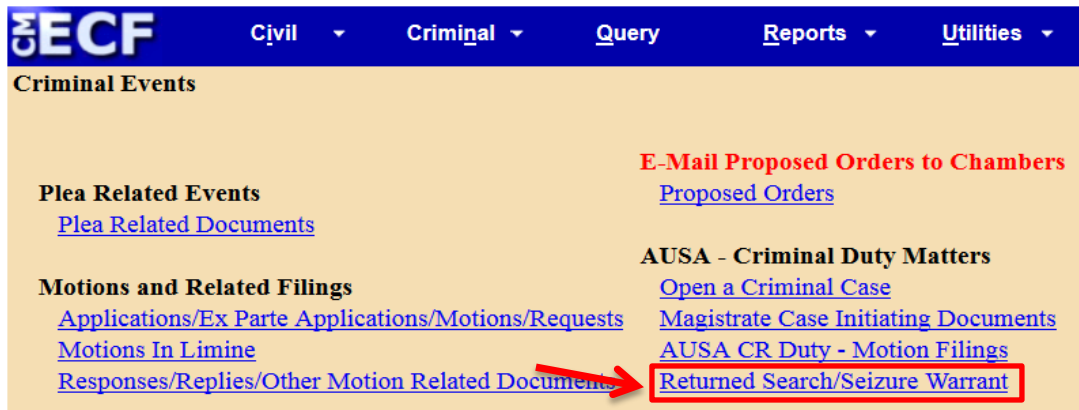 CM ECF Civil Criminal Query Reports Utilities
Criminal Events
Plea Related Events
Plea Related Documents
Motions and Related Filings
Applications/Ex Parte Applications/Motions/Requests
Motions In Limine
Responses/Replies/Other Motion Related Documents
E-Mail Proposed Orders to Chambers
Proposed Orders
AUSA - Criminal Duty Matters
Open a Criminal Case
Magistrate Case Initiating Documents
AUSA CR Duty - Motion Filings
Returned Search/Seizure Warrant